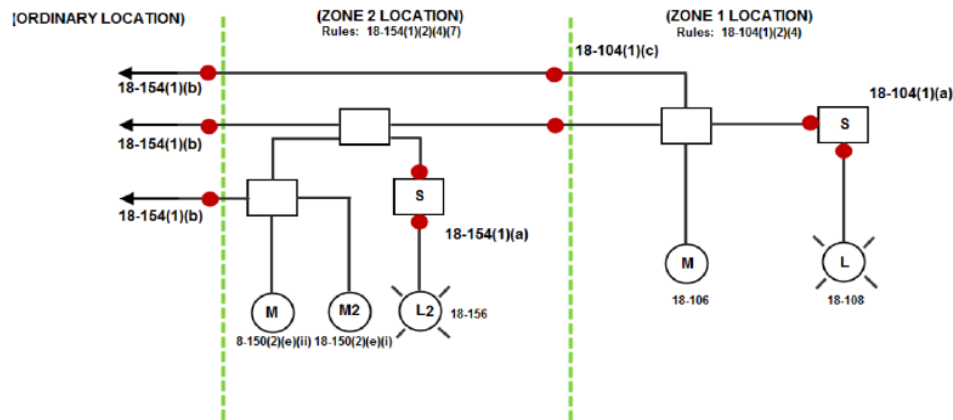 (ORDINARY LOCATION)
(ZONE 2 LOCATION)
Rules: 18-154(1)(2)(4)(7)
(ZONE 1 LOCATION)
Rules: 18-104(1)(2)(4)
18-104(1)(c)
18-154(1)(b)
18-104(1)(a)
S
18-154(1)(b)
S
18-154(1)(b)
18-154(1)(a)
M
L
M
M2
L2
18-156
18-106
18-108
8-150(2)(e)(ii)
18-150(2)(e)(i)